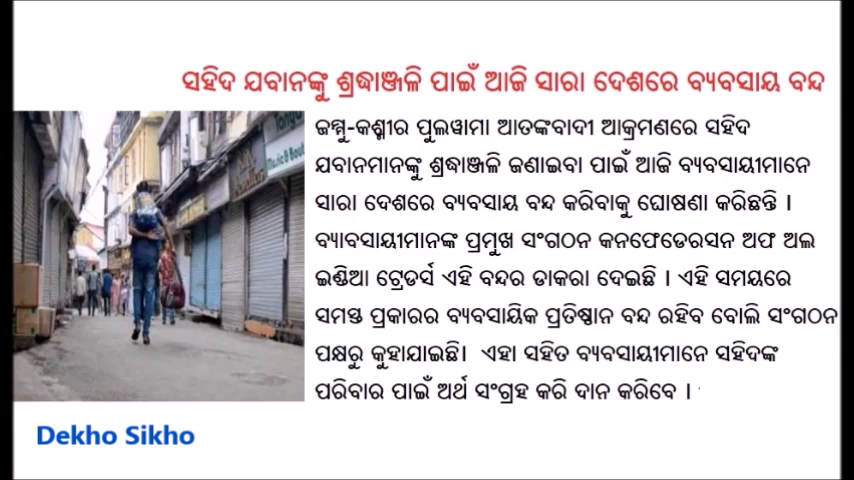 ସହିଦ ଯବାନଙ୍କୁ ଶ୍ରଦ୍ଧାଞ୍ଜଳି ପାଇଁ ଆଜି ସାରା ଦେଶରେ ବ୍ୟବସାୟ ବନ୍ଦ
ଜମ୍ମୁ-କଶ୍ମୀର ପୁଲୱାମା ଆତଙ୍କବାଦୀ ଆକ୍ରମଣରେ ସହିଦ
ଯବାନମାନଙ୍କୁ ଶ୍ରଦ୍ଧାଞ୍ଜଳି ଜଣାଇବା ପାଇଁ ଆଜି ବ୍ୟବସାୟୀମାନେ
ସାରା ଦେଶରେ ବ୍ୟବସାୟ ବନ୍ଦ କରିବାକୁ ଘୋଷଣା କରିଛନ୍ତି ।
ବ୍ୟାବସାୟୀମାନଙ୍କ ପ୍ରମୁଖ ସଂଗଠନ କନଫେଡେରସନ ଅଫ ଅଲ
ଇଣ୍ଡିଆ ଟ୍ରେଡର୍ସ ଏହି ବନ୍ଦର ଡାକରା ଦେଇଛି । ଏହି ସମୟରେ
ସମସ୍ତ ପ୍ରକାରର ବ୍ୟବସାୟିକ ପ୍ରତିଷ୍ଠାନ ବନ୍ଦ ରହିବ ବୋଲି ସଂଗଠନ
ପକ୍ଷରୁ କୁହାଯାଇଛି। ଏହା ସହିତ ବ୍ୟବସାୟୀମାନେ ସହିଦଙ୍କ
ପରିବାର ପାଇଁ ଅର୍ଥ ସଂଗ୍ରହ କରି ଦାନ କରିବେ ।
Dekho Sikho